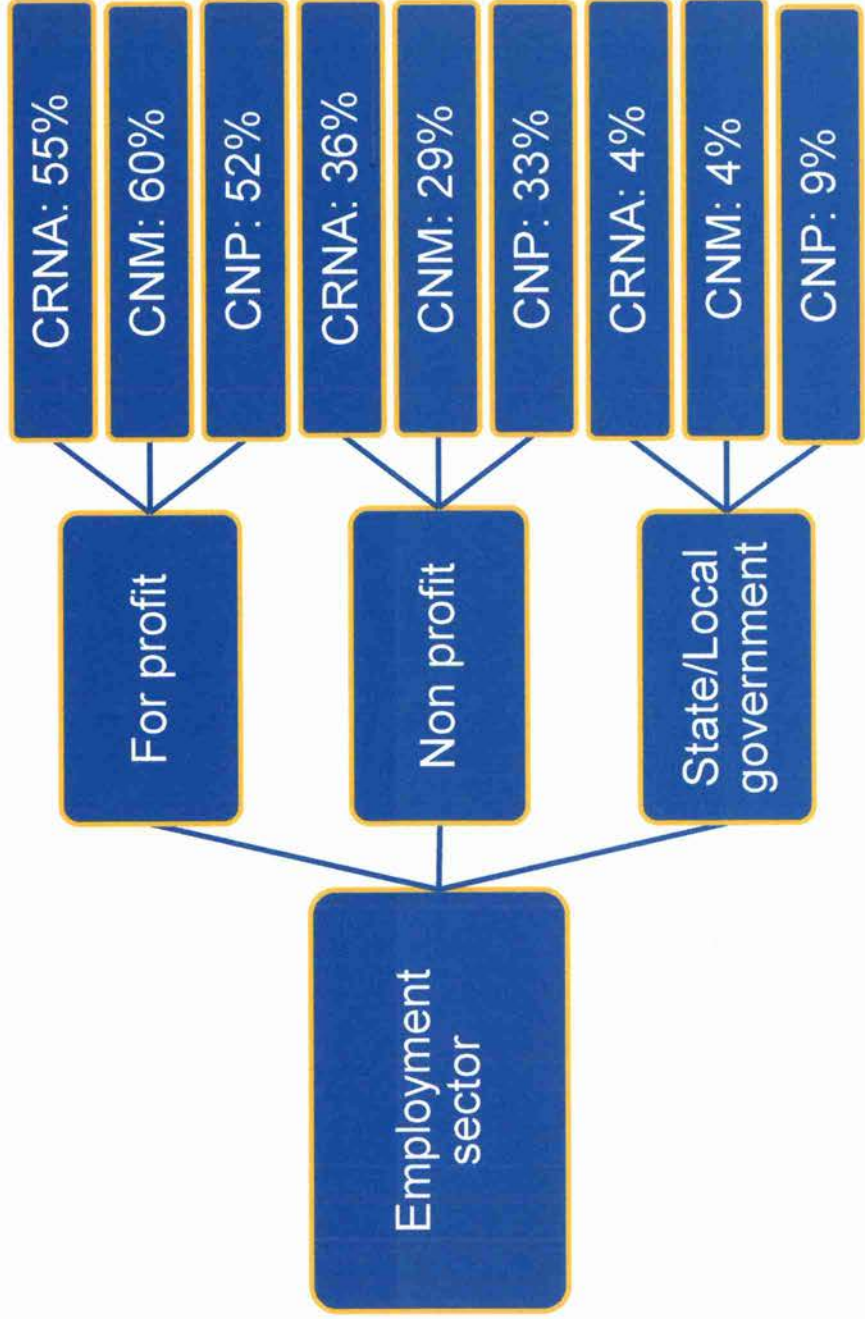 Employment
sector
For profit
CRNA: 55%
CNM: 60%
CNP: 52%
Non profit
CRNA: 36%
CNM: 29%
CNP: 33%
State/Local
government
CRNA: 4%
CNM: 4%
CNP: 9%